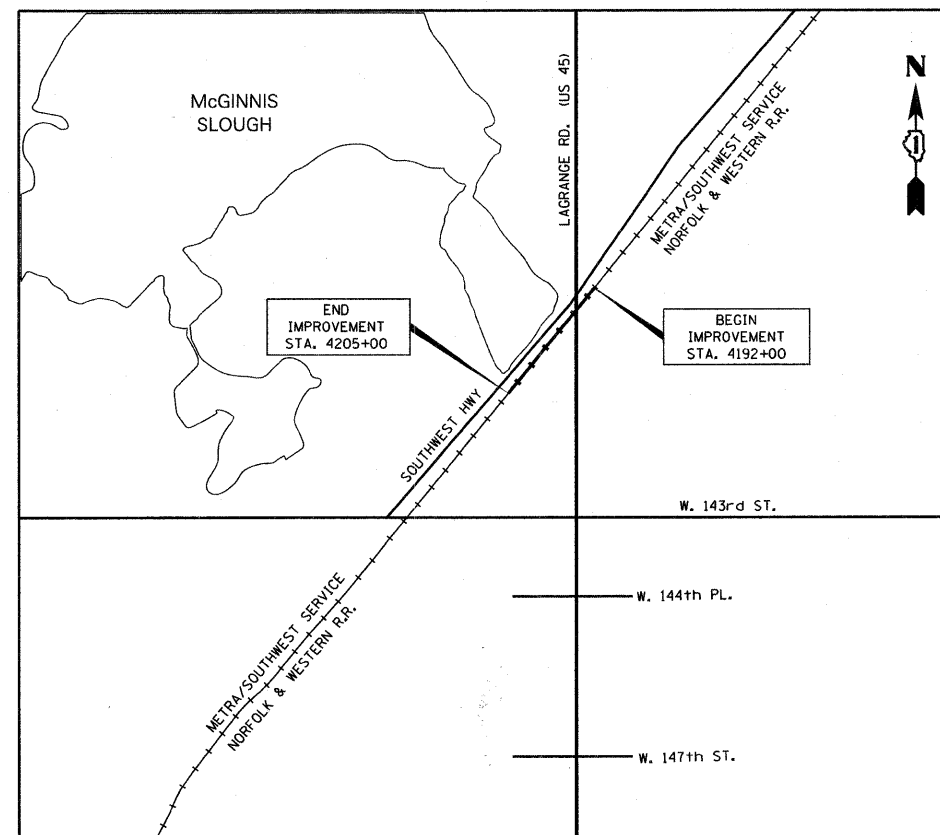 McGINNIS
SLOUGH
LAGRANGE RD. (US 45)
METRA/SOUTHWEST SERVICE
NORFOLK & WESTERN R.R.
N
1
END
IMPROVEMENT
STA. 4205+00
BEGIN
IMPROVEMENT
STA. 4192+00
SOUTHWEST HWY
W. 143rd ST.
METRA/SOUTHWEST SERVICE
NORFOLK & WESTERN R.R.
W. 144th PL.
W. 147th ST.